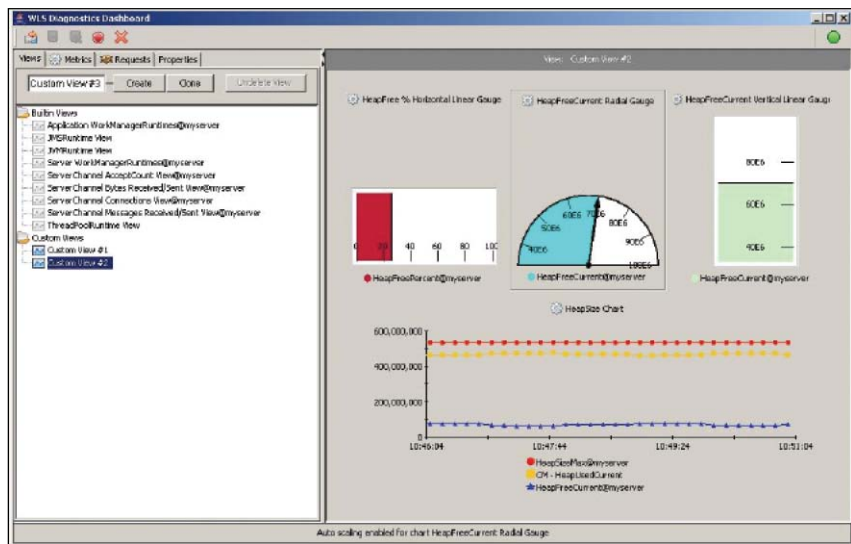 WLS Diagnostics Dashboard
Views Metrics Requests Properties
Custom View #3 Create Clone Undelete View
Views: Custom View #2
Builtin Views
Application WorkManagerRuntimes@myserver
JMSRuntime View
JVMRuntime View
Server WorkManagerRuntimes@myserver
ServerChannel AcceptCount View@myserver
ServerChannel Bytes Received/Sent View@myserver
ServerChannel Connections View@myserver
ServerChannel Messages Received/Sent View@myserver
ThreadPoolRuntime View
Custom Views
Custom View #1
Custom View #2
HeapFree % Horizontal Linear Gauge
0 20 40 60 80 100
HeapFreePercent@myserver
HeapFreeCurrent Radial Gauge
40E6 50E6 60E6 70E6 80E6 90E6 100E6
HeapFreeCurrent@myserver
HeapFreeCurrent Vertical Linear Gauge
80E6
60E6
40E6
HeapFreeCurrent@myserver
HeapSize Chart
600,000,000
400,000,000
200,000,000
0
10:46:04 10:47:44 10:49:24 10:51:04
HeapSizeMax@myserver
CM - HeapUsedCurrent
HeapFreeCurrent@myserver
Auto scaling enabled for chart HeapFreeCurrent Radial Gauge